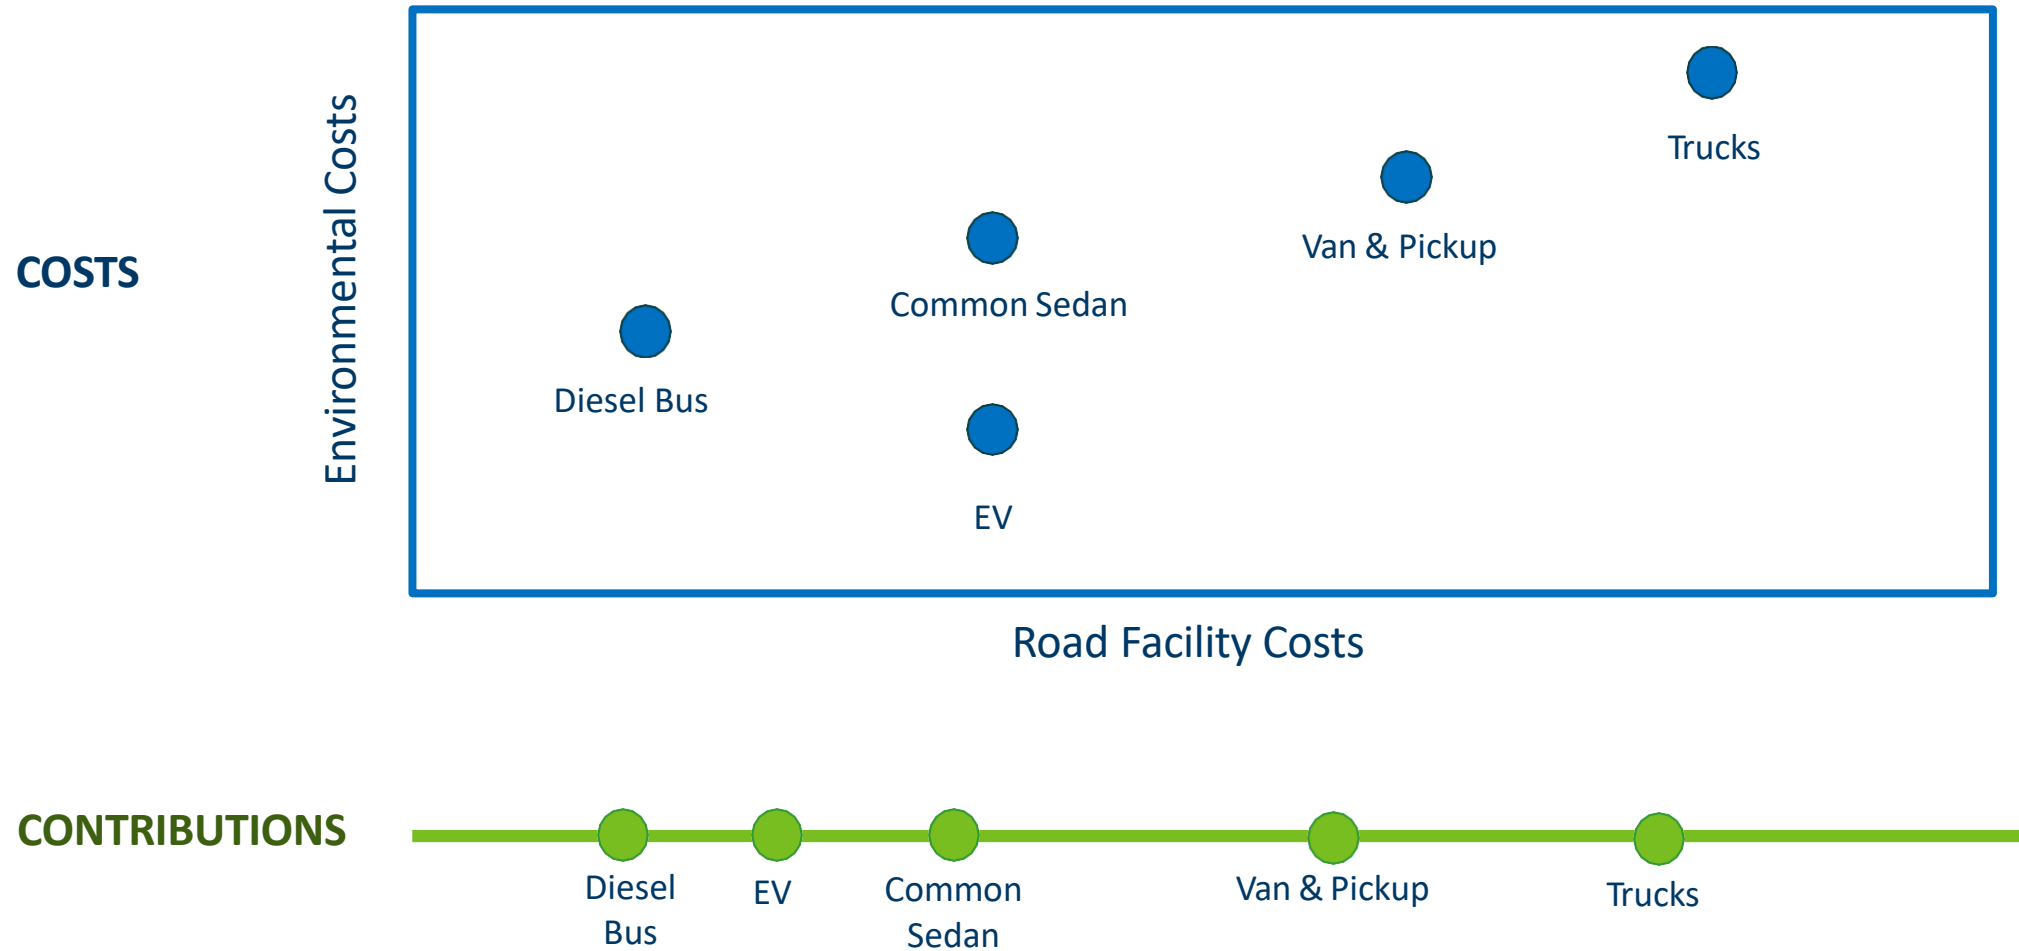 COSTS
Environmental Costs
Trucks
Van & Pickup
Common Sedan
Diesel Bus
EV
Road Facility Costs
CONTRIBUTIONS
Diesel
Bus
EV
Common
Sedan
Van & Pickup
Trucks